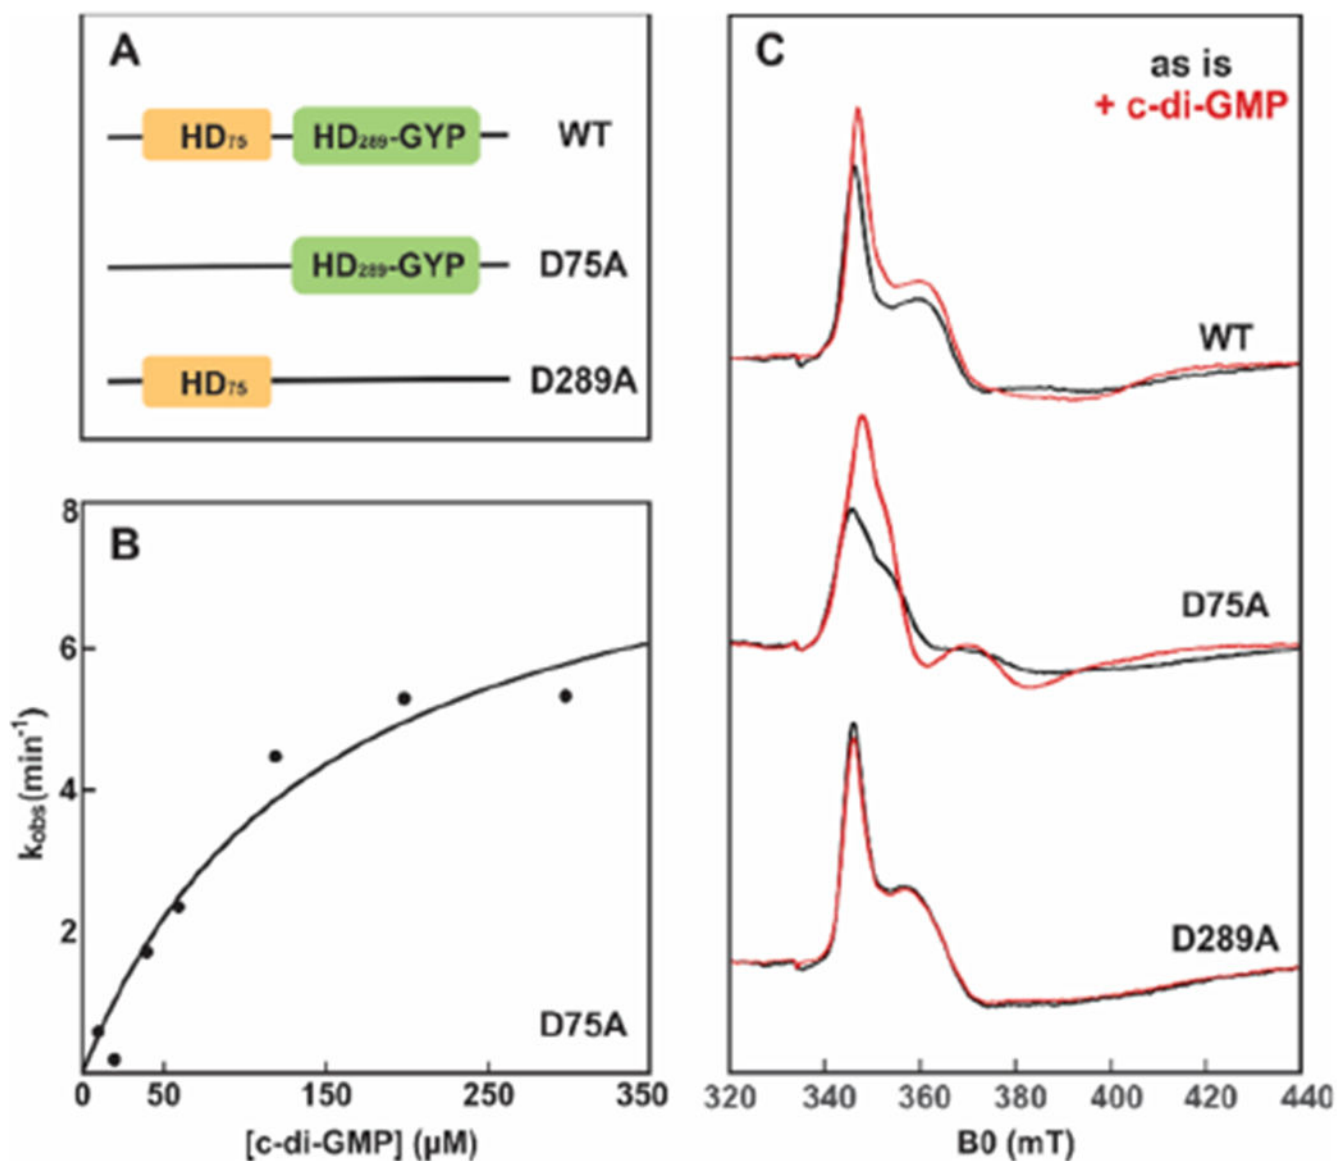 A
HD75 HD289-GYP WT
HD289-GYP D75A
HD75 D289A
B
8
6
4
2
kobs(min-1)
D75A
0 50 150 250 350
[c-di-GMP] (µM)
C
as is
+ c-di-GMP
WT
D75A
D289A
320 340 360 380 400 420 440
B0 (mT)